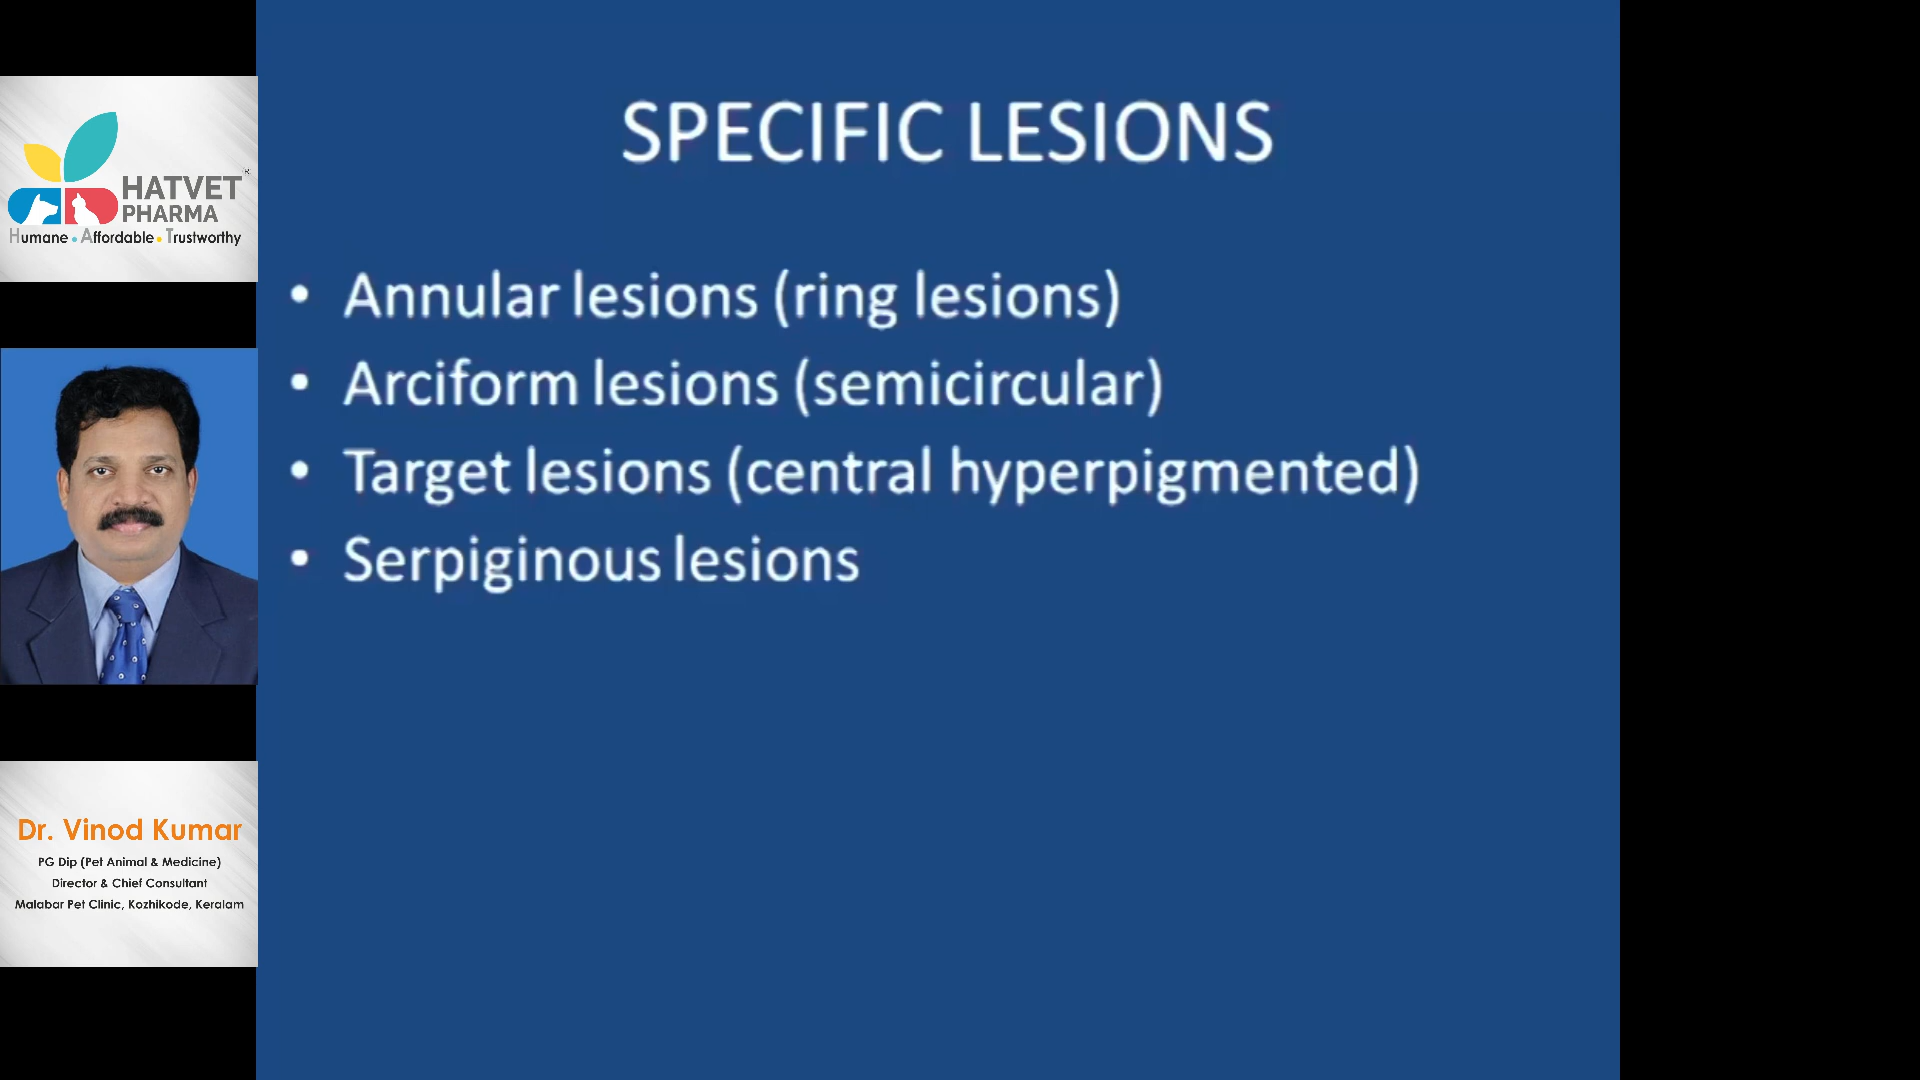 HATVET®
PHARMA
Humane • Affordable • Trustworthy
SPECIFIC LESIONS
• Annular lesions (ring lesions)
• Arciform lesions (semicircular)
• Target lesions (central hyperpigmented)
• Serpiginous lesions
Dr. Vinod Kumar
PG Dip (Pet Animal & Medicine)
Director & Chief Consultant
Malabar Pet Clinic, Kozhikode, Keralam